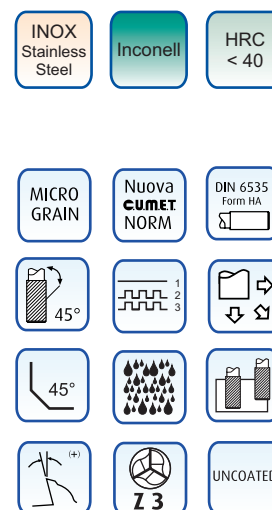 INOX
Stainless
Steel
Inconell
HRC
< 40
MICRO
GRAIN
Nuova
C.U.M.E.T.
NORM
DIN 6535
Form HA
45°
1
2
3
45°
(+)
Z 3
UNCOATED